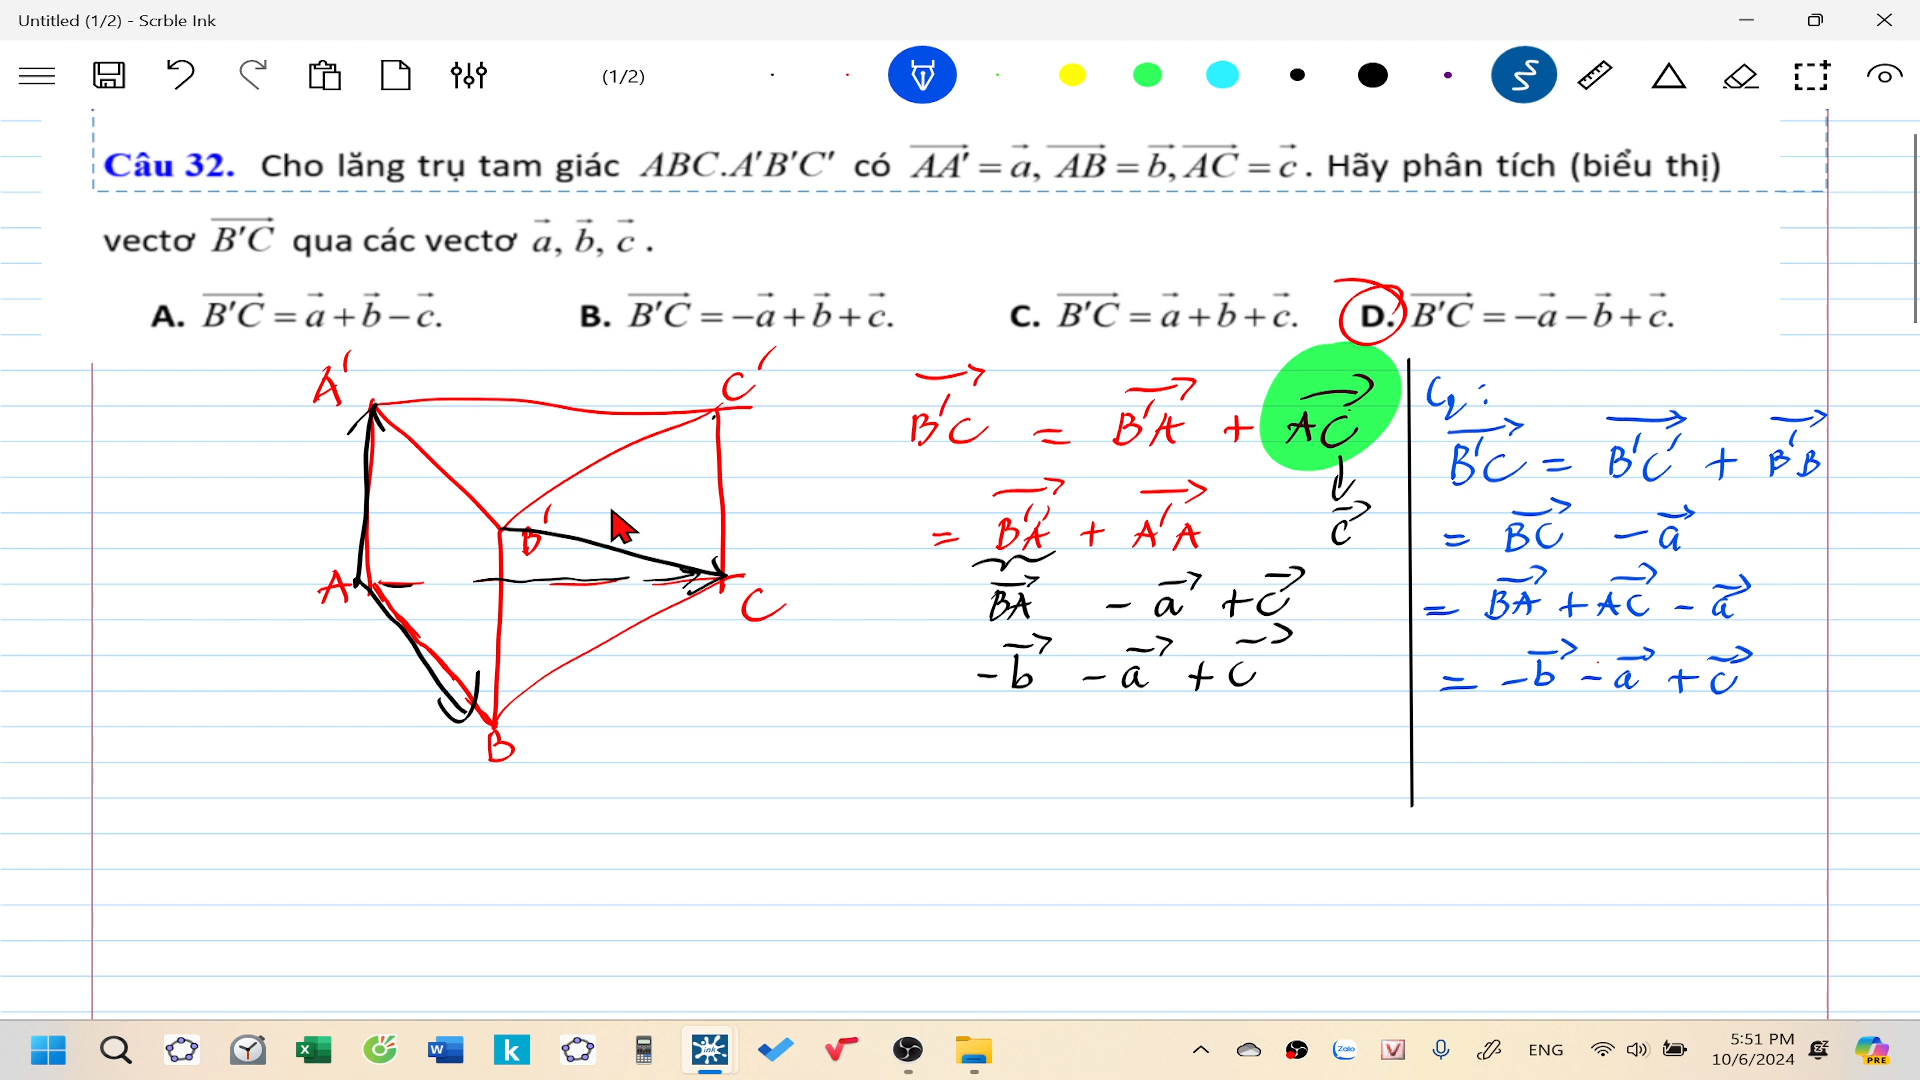 Untitled (1/2) - Scrble Ink
(1/2)
Câu 32. Cho lăng trụ tam giác ABC.A'B'C' có AA' = a, AB = b, AC = c. Hãy phân tích (biểu thị)
vectơ B'C qua các vectơ a, b, c.
A. B'C = a + b − c. B. B'C = −a + b + c. C. B'C = a + b + c. D. B'C = −a − b + c.
A'
C'
B'
A
C
B
B'C = B'A + AC
c
= B'A' + A'A
BA - a + c
-b - a + c
C2:
B'C = B'C' + B'B
= BC - a
= BA + AC - a
= -b - a + c
ENG
5:51 PM
10/6/2024